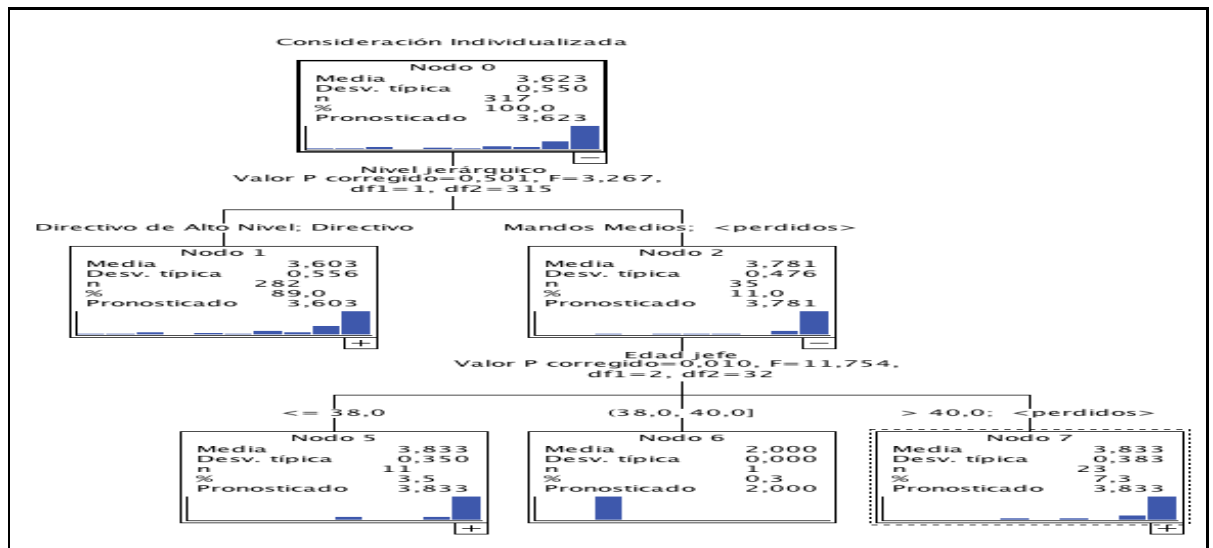 Consideración Individualizada
Nodo 0
Media 3,623
Desv. típica 0,550
n 317
% 100,0
Pronosticado 3,623
Nivel jerárquico
Valor P corregido=0,501, F=3,267,
df1=1, df2=315
Directivo de Alto Nivel; Directivo
Mandos Medios; <perdidos>
Nodo 1
Media 3,603
Desv. típica 0,556
n 282
% 89,0
Pronosticado 3,603
Nodo 2
Media 3,781
Desv. típica 0,476
n 35
% 11,0
Pronosticado 3,781
Edad jefe
Valor P corregido=0,010, F=11,754,
df1=2, df2=32
<= 38,0
(38,0, 40,0]
> 40,0; <perdidos>
Nodo 5
Media 3,833
Desv. típica 0,350
n 11
% 3,5
Pronosticado 3,833
Nodo 6
Media 2,000
Desv. típica 0,000
n 1
% 0,3
Pronosticado 2,000
Nodo 7
Media 3,833
Desv. típica 0,383
n 23
% 7,3
Pronosticado 3,833